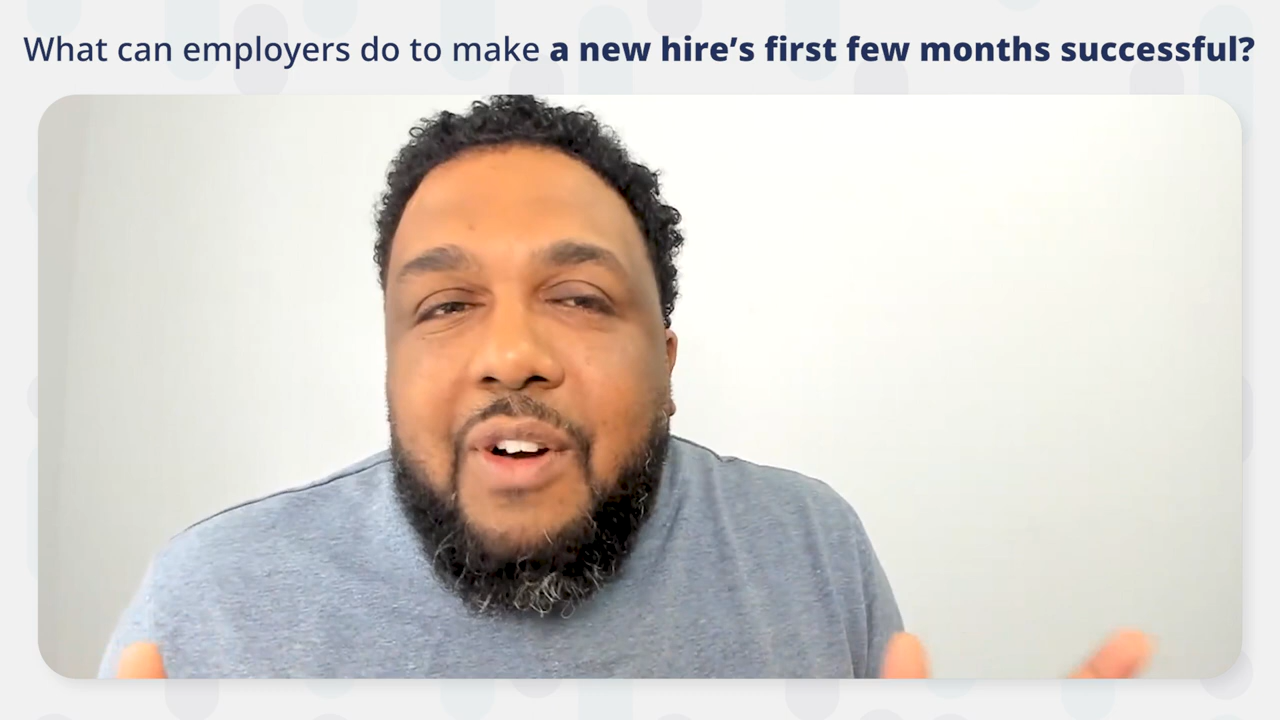 What can employers do to make a new hire’s first few months successful?